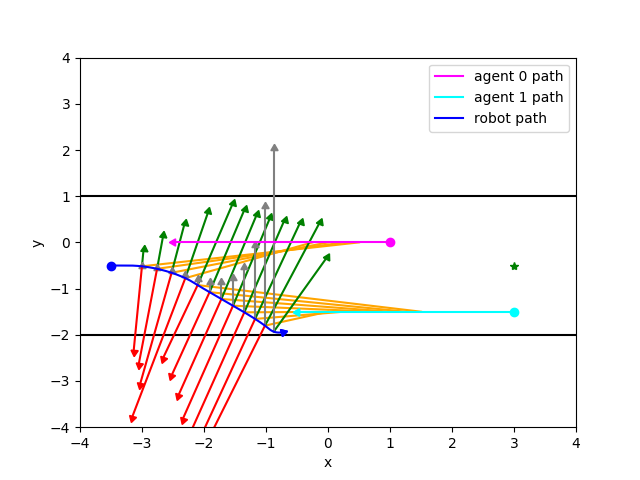 4
3
2
1
0
−1
−2
−3
−4
y
agent 0 path
agent 1 path
robot path
−4 −3 −2 −1 0 1 2 3 4
x